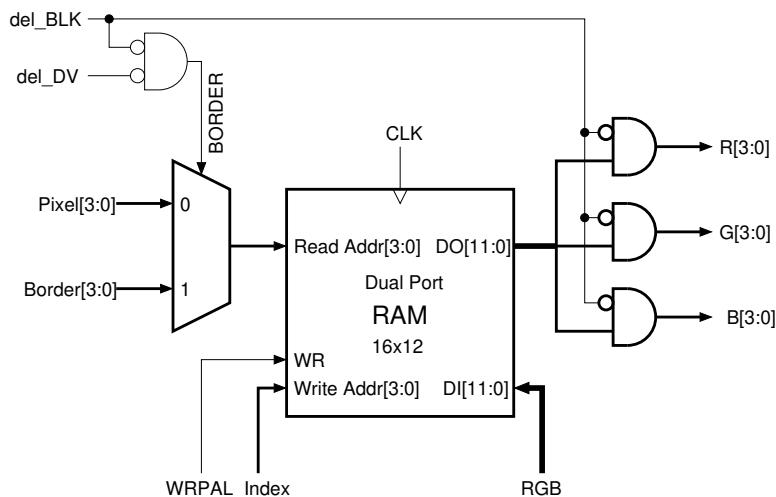 del_BLK
del_DV
BORDER
CLK
R[3:0]
Pixel[3:0]
0
G[3:0]
Read Addr[3:0] DO[11:0]
Dual Port
Border[3:0]
1
RAM
B[3:0]
16x12
WR
Write Addr[3:0] DI[11:0]
WRPAL Index RGB